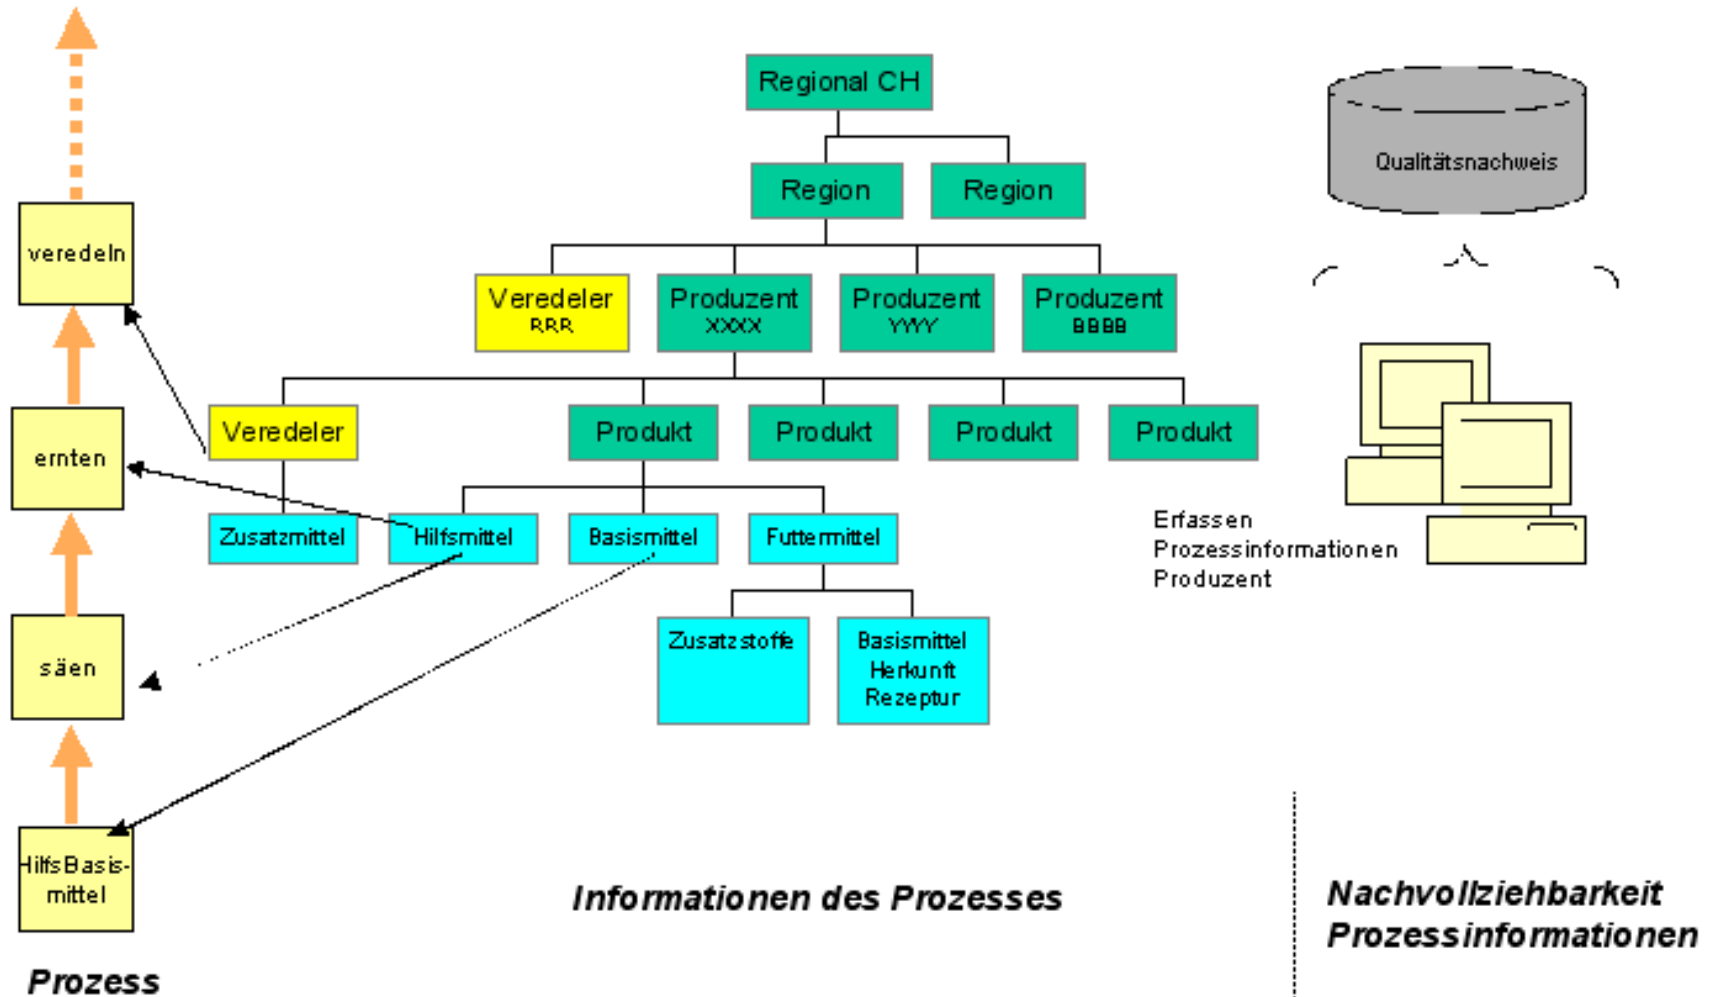 Regional CH
Region
Region
Qualitätsnachweis
veredeln
Veredeler
RRR
Produzent
XXXX
Produzent
YYYY
Produzent
BBBB
Veredeler
Produkt
Produkt
Produkt
Produkt
ernten
Zusatzmittel
Hilfsmittel
Basismittel
Futtermittel
Erfassen
Prozessinformationen
Produzent
säen
Zusatzstoffe
Basismittel
Herkunft
Rezeptur
HilfsBasis-
mittel
Informationen des Prozesses
Nachvollziehbarkeit
Prozessinformationen
Prozess